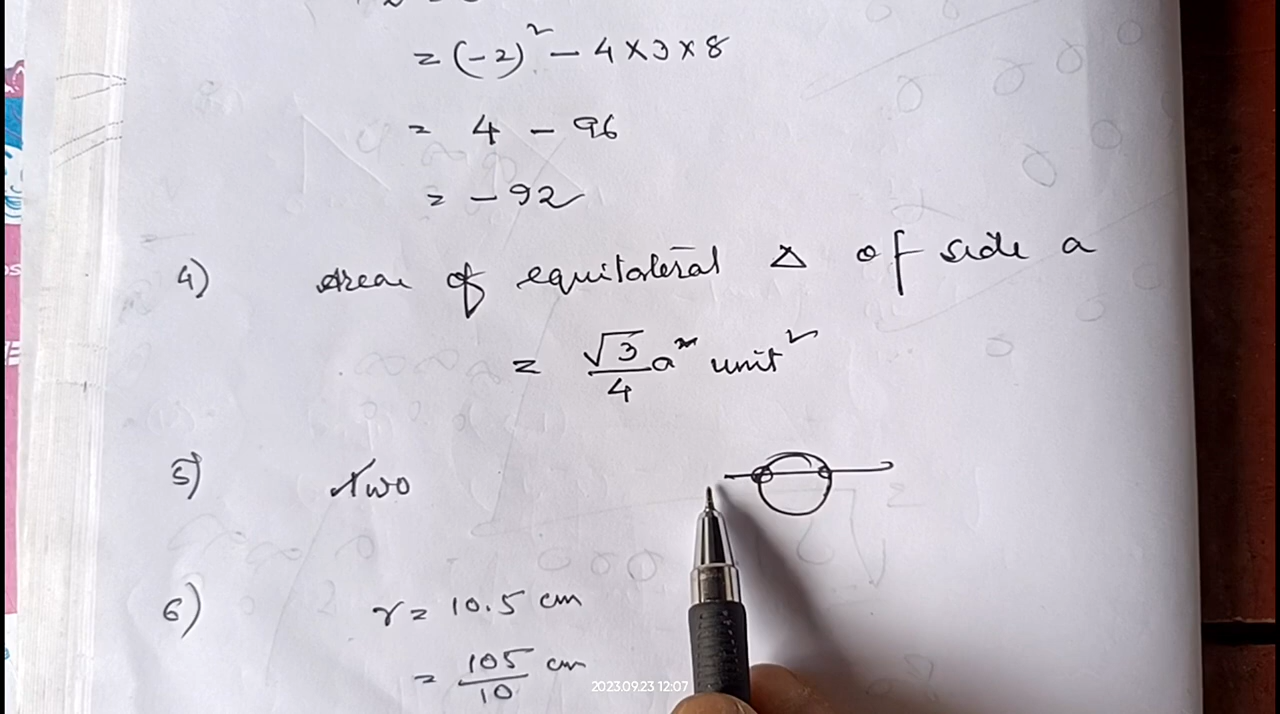 = (-2)² - 4×3×8
= 4 - 96
= -92
4) Area of equilateral △ of side a
= √3/4 a² unit²
5) Two
6) r = 10.5 cm
= 105/10 cm
2023.09.23 12:07